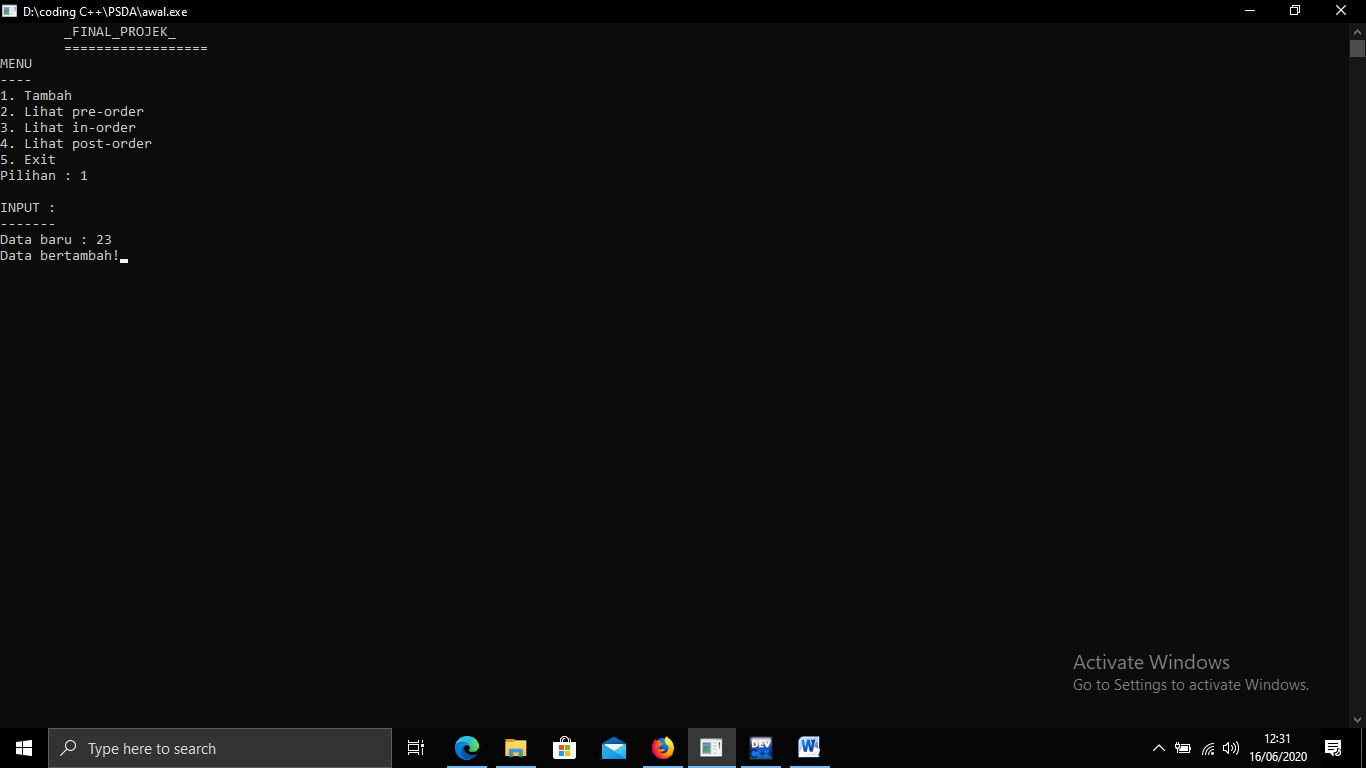 D:\coding C++\PSDA\awal.exe
_FINAL_PROJEK_
==================
MENU
----
1. Tambah
2. Lihat pre-order
3. Lihat in-order
4. Lihat post-order
5. Exit
Pilihan : 1
INPUT :
-------
Data baru : 23
Data bertambah!
Activate Windows
Go to Settings to activate Windows.
Type here to search
DEV
W
12:31
16/06/2020